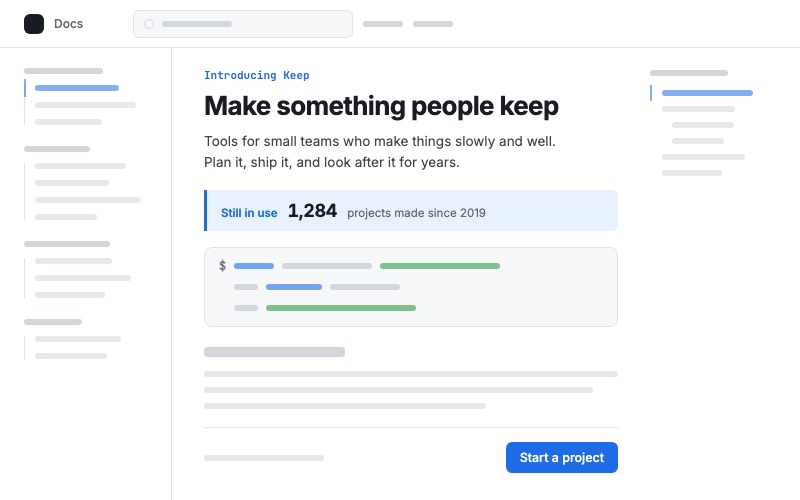 Docs
Introducing Keep
Make something people keep
Tools for small teams who make things slowly and well.
Plan it, ship it, and look after it for years.
Still in use 1,284 projects made since 2019
$
Start a project